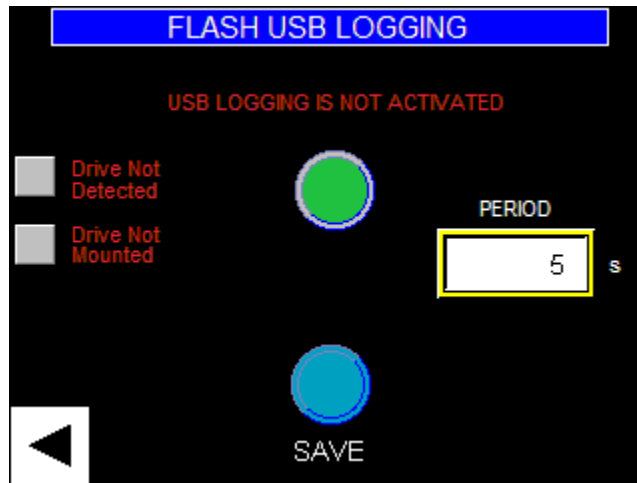 FLASH USB LOGGING
USB LOGGING IS NOT ACTIVATED
Drive Not
Detected
Drive Not
Mounted
PERIOD
5 s
SAVE